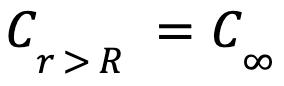 C_{r > R} = C_∞